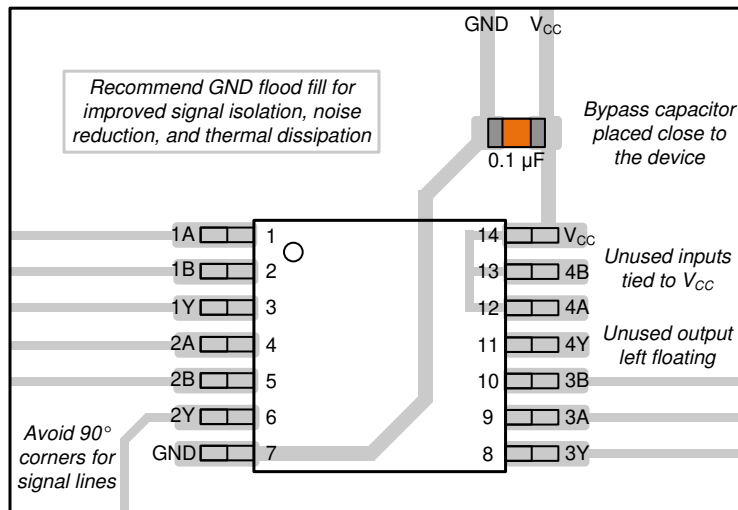 GND VCC
Recommend GND flood fill for
improved signal isolation, noise
reduction, and thermal dissipation
Bypass capacitor
placed close to
the device
0.1 µF
1A 1 14 VCC
1B 2 13 4B
Unused inputs
tied to VCC
1Y 3 12 4A
2A 4 11 4Y
Unused output
left floating
2B 5 10 3B
2Y 6 9 3A
GND 7 8 3Y
Avoid 90°
corners for
signal lines